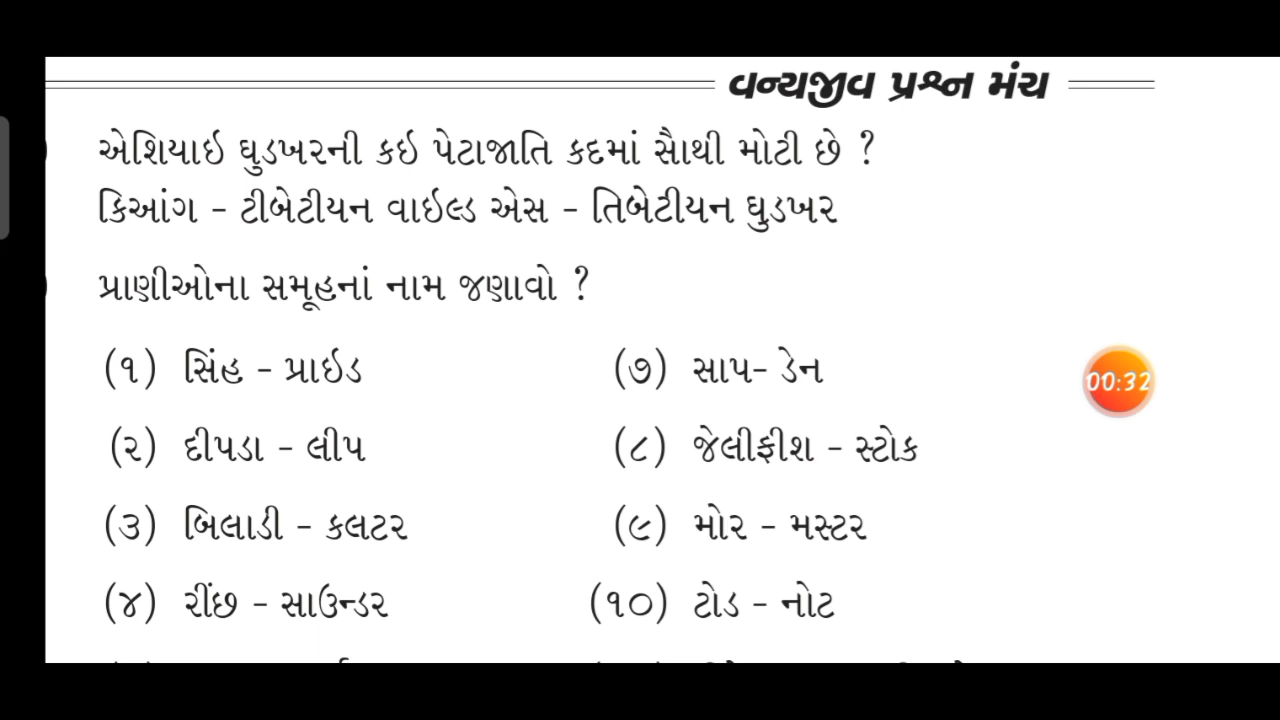 વન્યજીવ પ્રશ્ન મંચ
એશિયાઇ ઘુડખરની કઇ પેટાજાતિ કદમાં સૌથી મોટી છે ?
કિઆંગ - ટીબેટીયન વાઇલ્ડ એસ - તિબેટીયન ઘુડખર
પ્રાણીઓના સમૂહનાં નામ જણાવો ?
(૧) સિંહ - પ્રાઇડ
(૨) દીપડા - લીપ
(૩) બિલાડી - કલટર
(૪) રીંછ - સાઉન્ડર
(૭) સાપ- ડેન
(૮) જેલીફીશ - સ્ટોક
(૯) મોર - મસ્ટર
(૧૦) ટોડ - નોટ
00:32